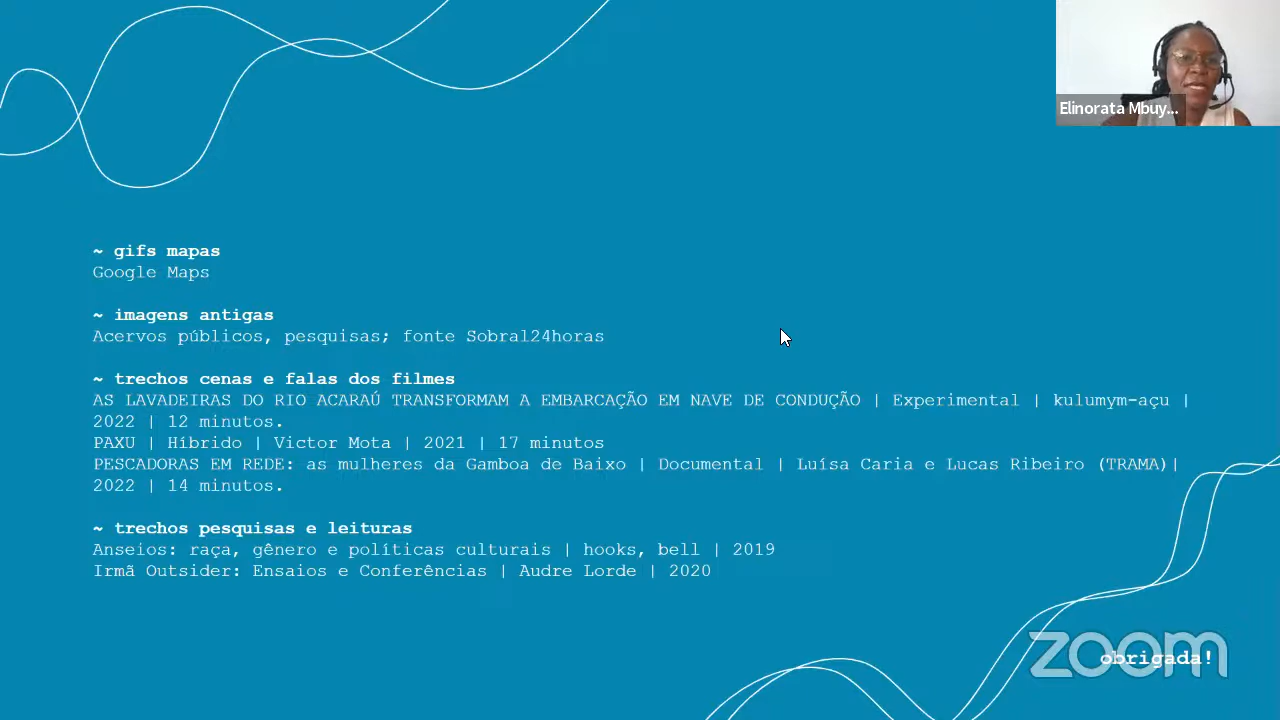 Elinorata Mbuy...
~ gifs mapas
Google Maps
~ imagens antigas
Acervos públicos, pesquisas; fonte Sobral24horas
~ trechos cenas e falas dos filmes
AS LAVADEIRAS DO RIO ACARAÚ TRANSFORMAM A EMBARCAÇÃO EM NAVE DE CONDUÇÃO | Experimental | kulumym-açu |
2022 | 12 minutos.
PAXU | Híbrido | Victor Mota | 2021 | 17 minutos
PESCADORAS EM REDE: as mulheres da Gamboa de Baixo | Documental | Luísa Caria e Lucas Ribeiro (TRAMA)|
2022 | 14 minutos.
~ trechos pesquisas e leituras
Anseios: raça, gênero e políticas culturais | hooks, bell | 2019
Irmã Outsider: Ensaios e Conferências | Audre Lorde | 2020
zoom
obrigada!